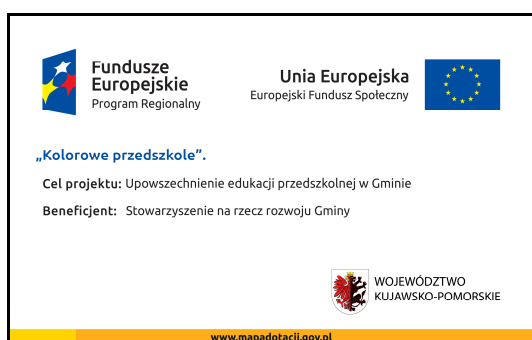 Fundusze
Europejskie
Program Regionalny
Unia Europejska
Europejski Fundusz Społeczny
„Kolorowe przedszkole”.
Cel projektu: Upowszechnienie edukacji przedszkolnej w Gminie
Beneficjent: Stowarzyszenie na rzecz rozwoju Gminy
WOJEWÓDZTWO
KUJAWSKO-POMORSKIE
www.mapadotacji.gov.pl